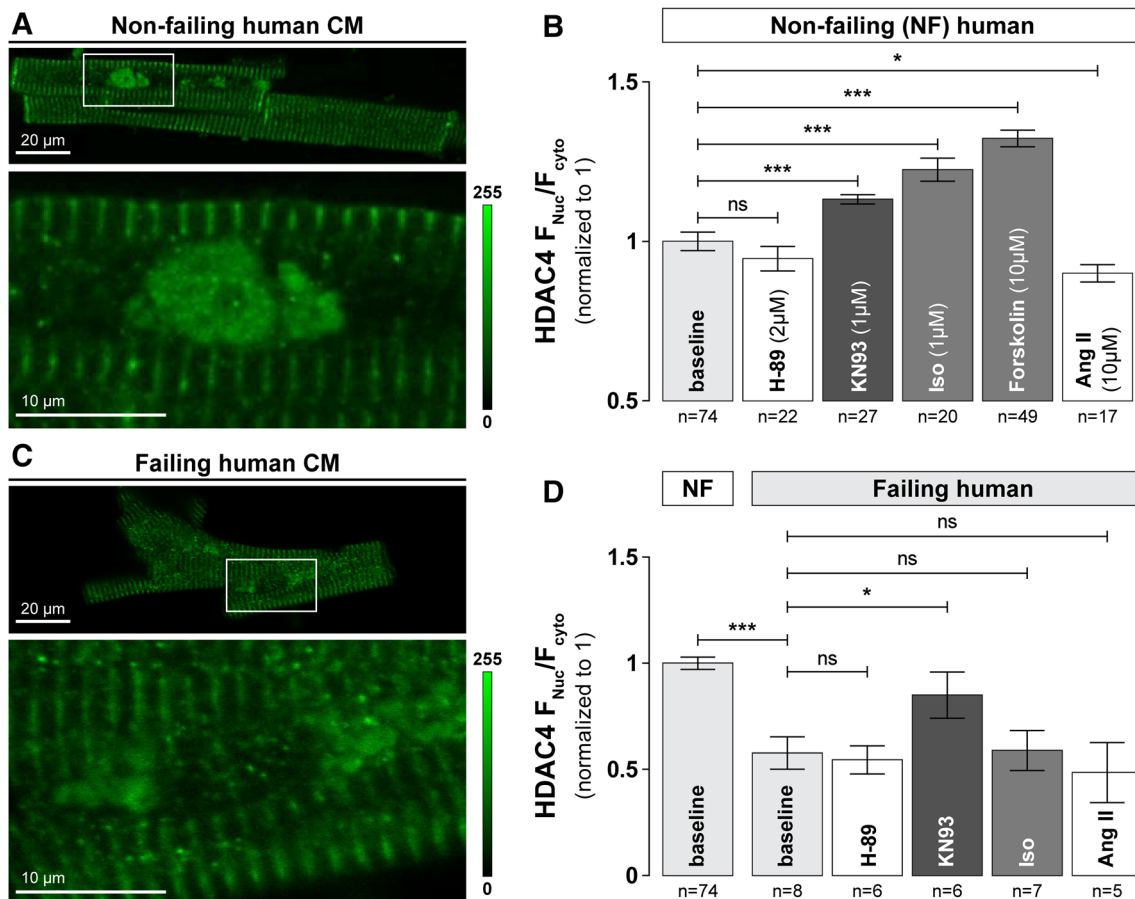 A
Non-failing human CM
20 µm
10 µm
255
0
B
Non-failing (NF) human
*
***
***
***
ns
1.5
1
0.5
HDAC4 FNuc/Fcyto
(normalized to 1)
baseline
H-89 (2µM)
KN93 (1µM)
Iso (1µM)
Forskolin (10µM)
Ang II
(10µM)
n=74 n=22 n=27 n=20 n=49 n=17
C
Failing human CM
20 µm
10 µm
255
0
D
NF Failing human
ns
ns
*
***
ns
1.5
1
0.5
0
HDAC4 FNuc/Fcyto
(normalized to 1)
baseline
baseline
H-89
KN93
Iso
Ang II
n=74 n=8 n=6 n=6 n=7 n=5